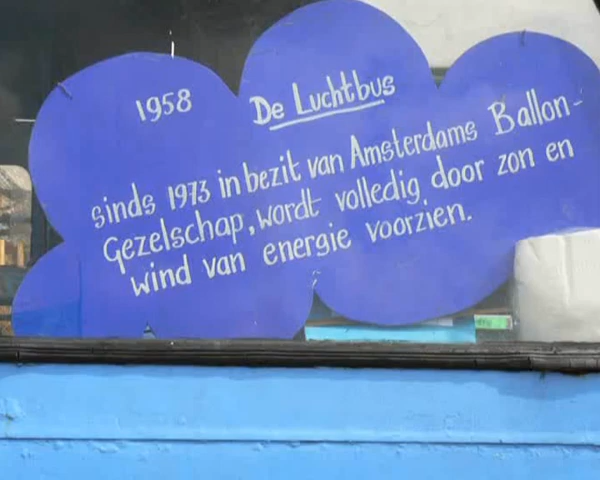 1958
De Luchtbus
sinds 1973 in bezit van Amsterdams Ballon-
Gezelschap, wordt volledig door zon en
wind van energie voorzien.